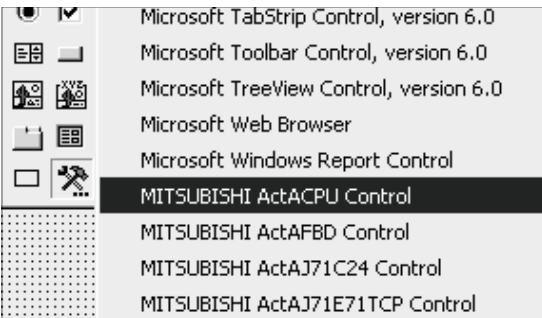 Microsoft TabStrip Control, version 6.0
Microsoft Toolbar Control, version 6.0
Microsoft TreeView Control, version 6.0
Microsoft Web Browser
Microsoft Windows Report Control
MITSUBISHI ActACPU Control
MITSUBISHI ActAFBD Control
MITSUBISHI ActAJ71C24 Control
MITSUBISHI ActAJ71E71TCP Control